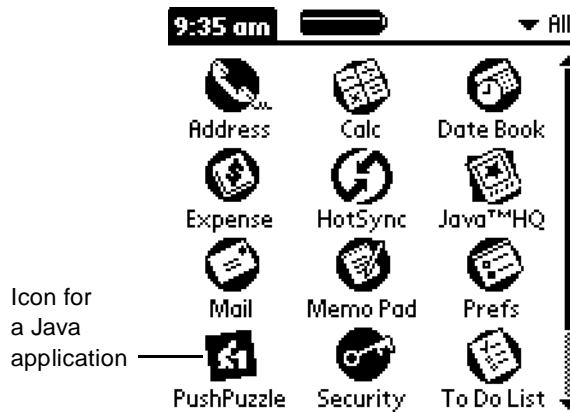 9:35 am All
Address Calc Date Book
Expense HotSync Java™HQ
Mail Memo Pad Prefs
Icon for
a Java
application
PushPuzzle Security To Do List